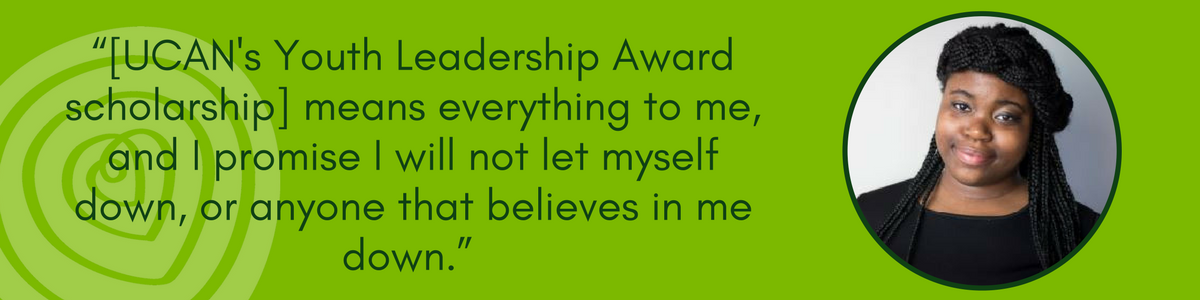 “[UCAN's Youth Leadership Award
scholarship] means everything to me,
and I promise I will not let myself
down, or anyone that believes in me
down.”